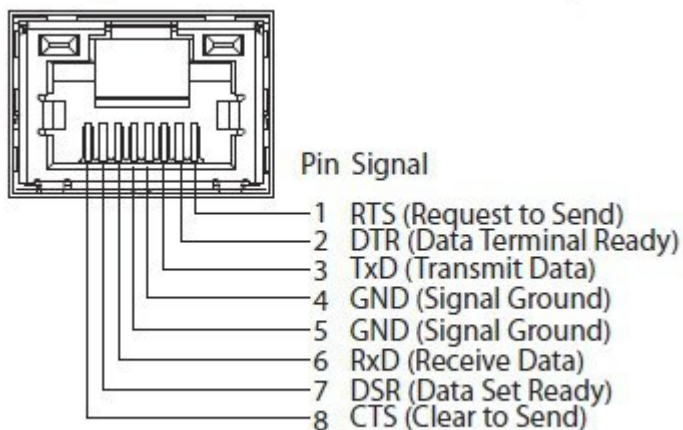 Pin Signal
1 RTS (Request to Send)
2 DTR (Data Terminal Ready)
3 TxD (Transmit Data)
4 GND (Signal Ground)
5 GND (Signal Ground)
6 RxD (Receive Data)
7 DSR (Data Set Ready)
8 CTS (Clear to Send)